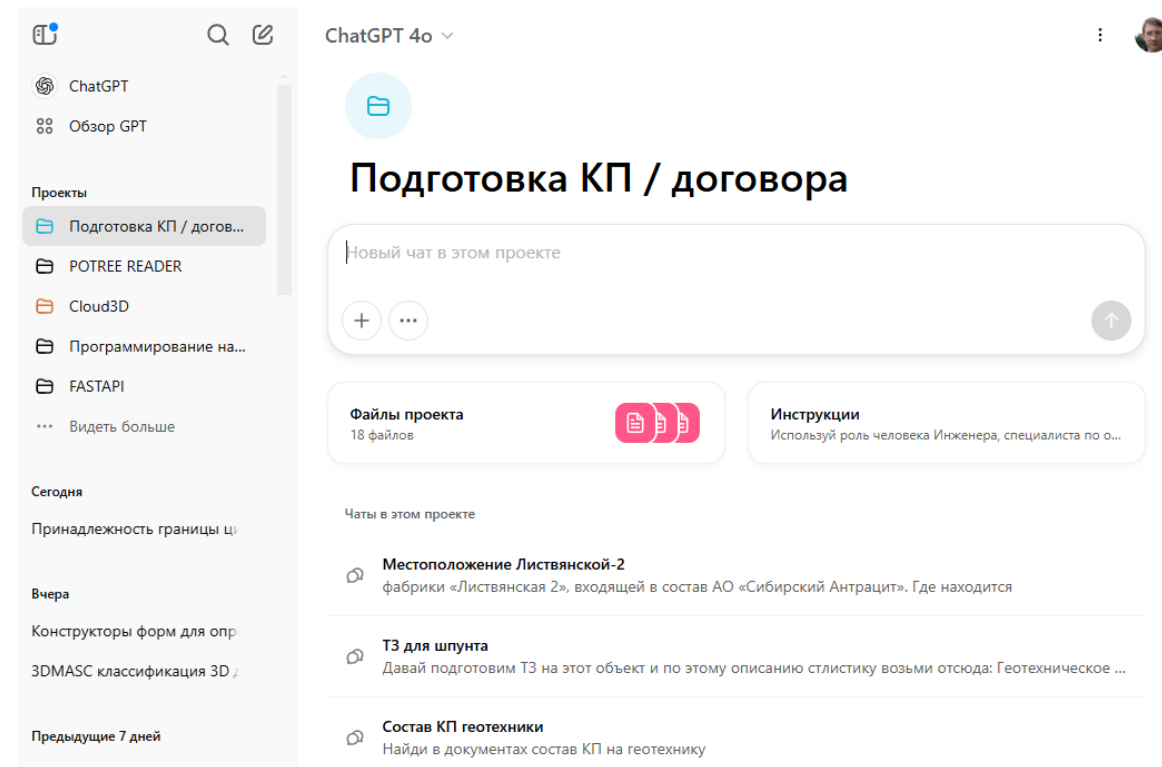 ChatGPT
Обзор GPT
Проекты
Подготовка КП / догов...
POTREE READER
Cloud3D
Программирование на...
FASTAPI
Видеть больше
Сегодня
Принадлежность границы
Вчера
Конструкторы форм для опр
3DMASC классификация 3D
Предыдущие 7 дней
ChatGPT 4o
Подготовка КП / договора
Новый чат в этом проекте
Файлы проекта
18 файлов
Инструкции
Используй роль человека Инженера, специалиста по о...
Чаты в этом проекте
Местоположение Листвянской-2
фабрики «Листвянская 2», входящей в состав АО «Сибирский Антрацит». Где находится
ТЗ для шпунта
Давай подготовим ТЗ на этот объект и по этому описанию стлистику возьми отсюда: Геотехническое ...
Состав КП геотехники
Найди в документах состав КП на геотехнику